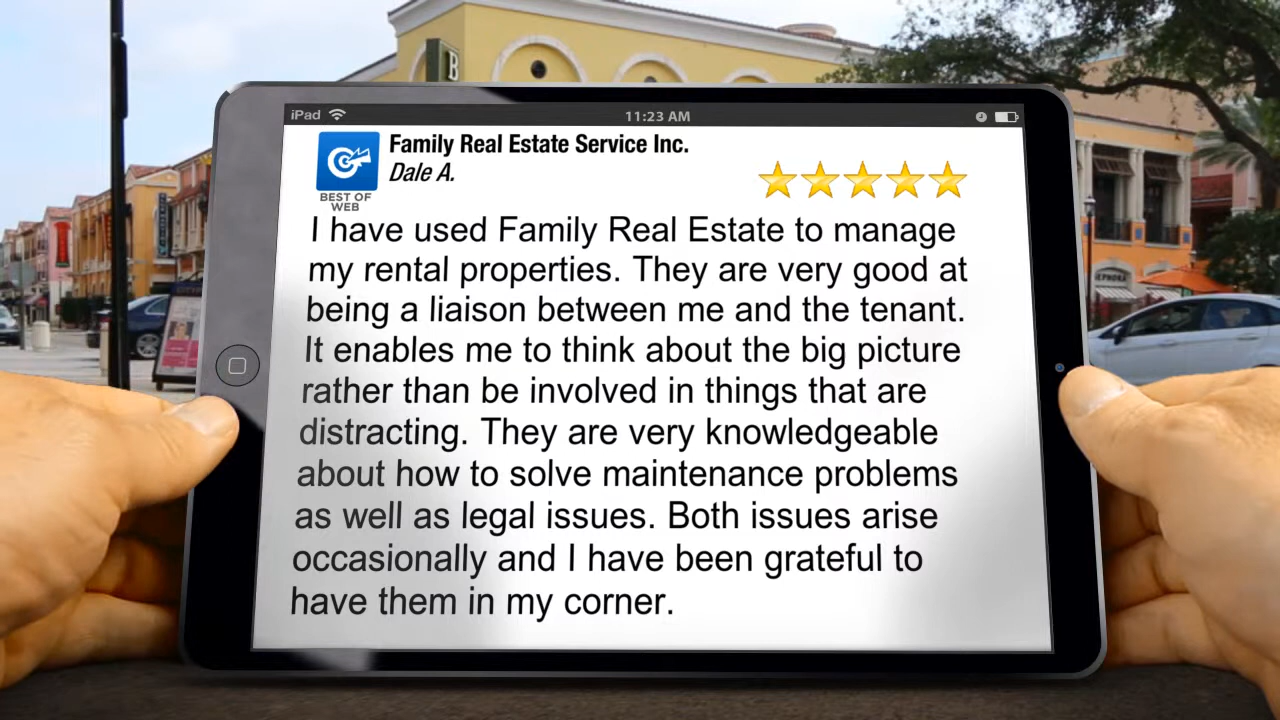 B
iPad
11:23 AM
Family Real Estate Service Inc.
Dale A.
BEST OF
WEB
I have used Family Real Estate to manage
my rental properties. They are very good at
being a liaison between me and the tenant.
It enables me to think about the big picture
rather than be involved in things that are
distracting. They are very knowledgeable
about how to solve maintenance problems
as well as legal issues. Both issues arise
occasionally and I have been grateful to
have them in my corner.
SEPHORA